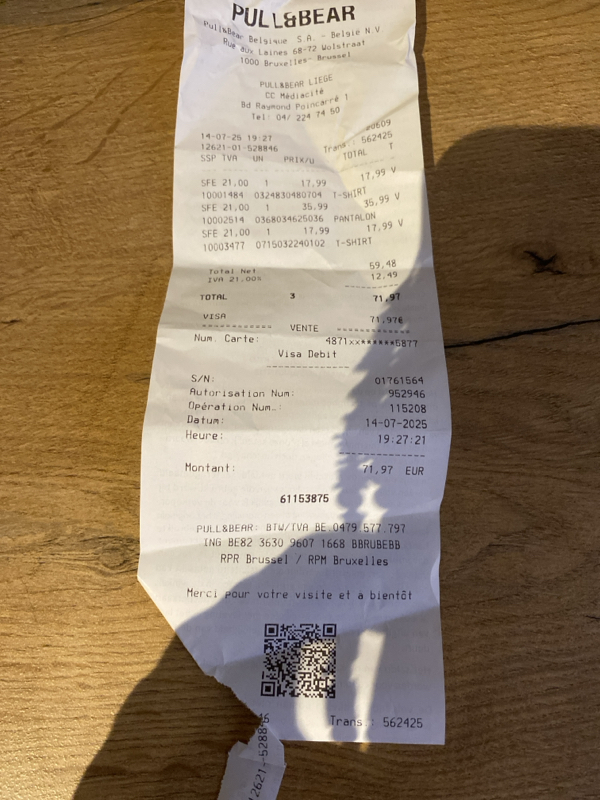 PULL&BEAR
Pull&Bear Belgique S.A. - Belgie N.V
Rue aux Laines 68-72 Wolstraat
1000 Bruxelles- Brussel
PULL&BEAR LIEGE
CC Médiacité
Bd Raymond Poincarré 1
Tel: 04/ 224 74 50
14-07-25 19:27
12621-01-528846 Trans.: 562425
SSP TVA UN PRIX/U TOTAL T
SFE 21,00 1 17,99 17,99 V
10001484 0324830480704 T-SHIRT
SFE 21,00 1 35,99 35,99 V
10002514 0368034625036 PANTALON
SFE 21,00 1 17,99 17,99 V
10003477 0715032240102 T-SHIRT
Total Net 59,48
IVA 21,00% 12,49
TOTAL 3 71,97
VISA 71,97€
------------ VENTE ------------
Num. Carte: 4871xx******5877
Visa Debit
S/N: 01761564
Autorisation Num: 952946
Opération Num.: 115208
Datum: 14-07-2025
Heure: 19:27:21
Montant: 71,97 EUR
61153875
PULL&BEAR: BTW/TVA BE.0479.577.797
ING BE82 3630 9607 1668 BBRUBEBB
RPR Brussel / RPM Bruxelles
Merci pour votre visite et à bientôt
12621--528846
Trans.: 562425